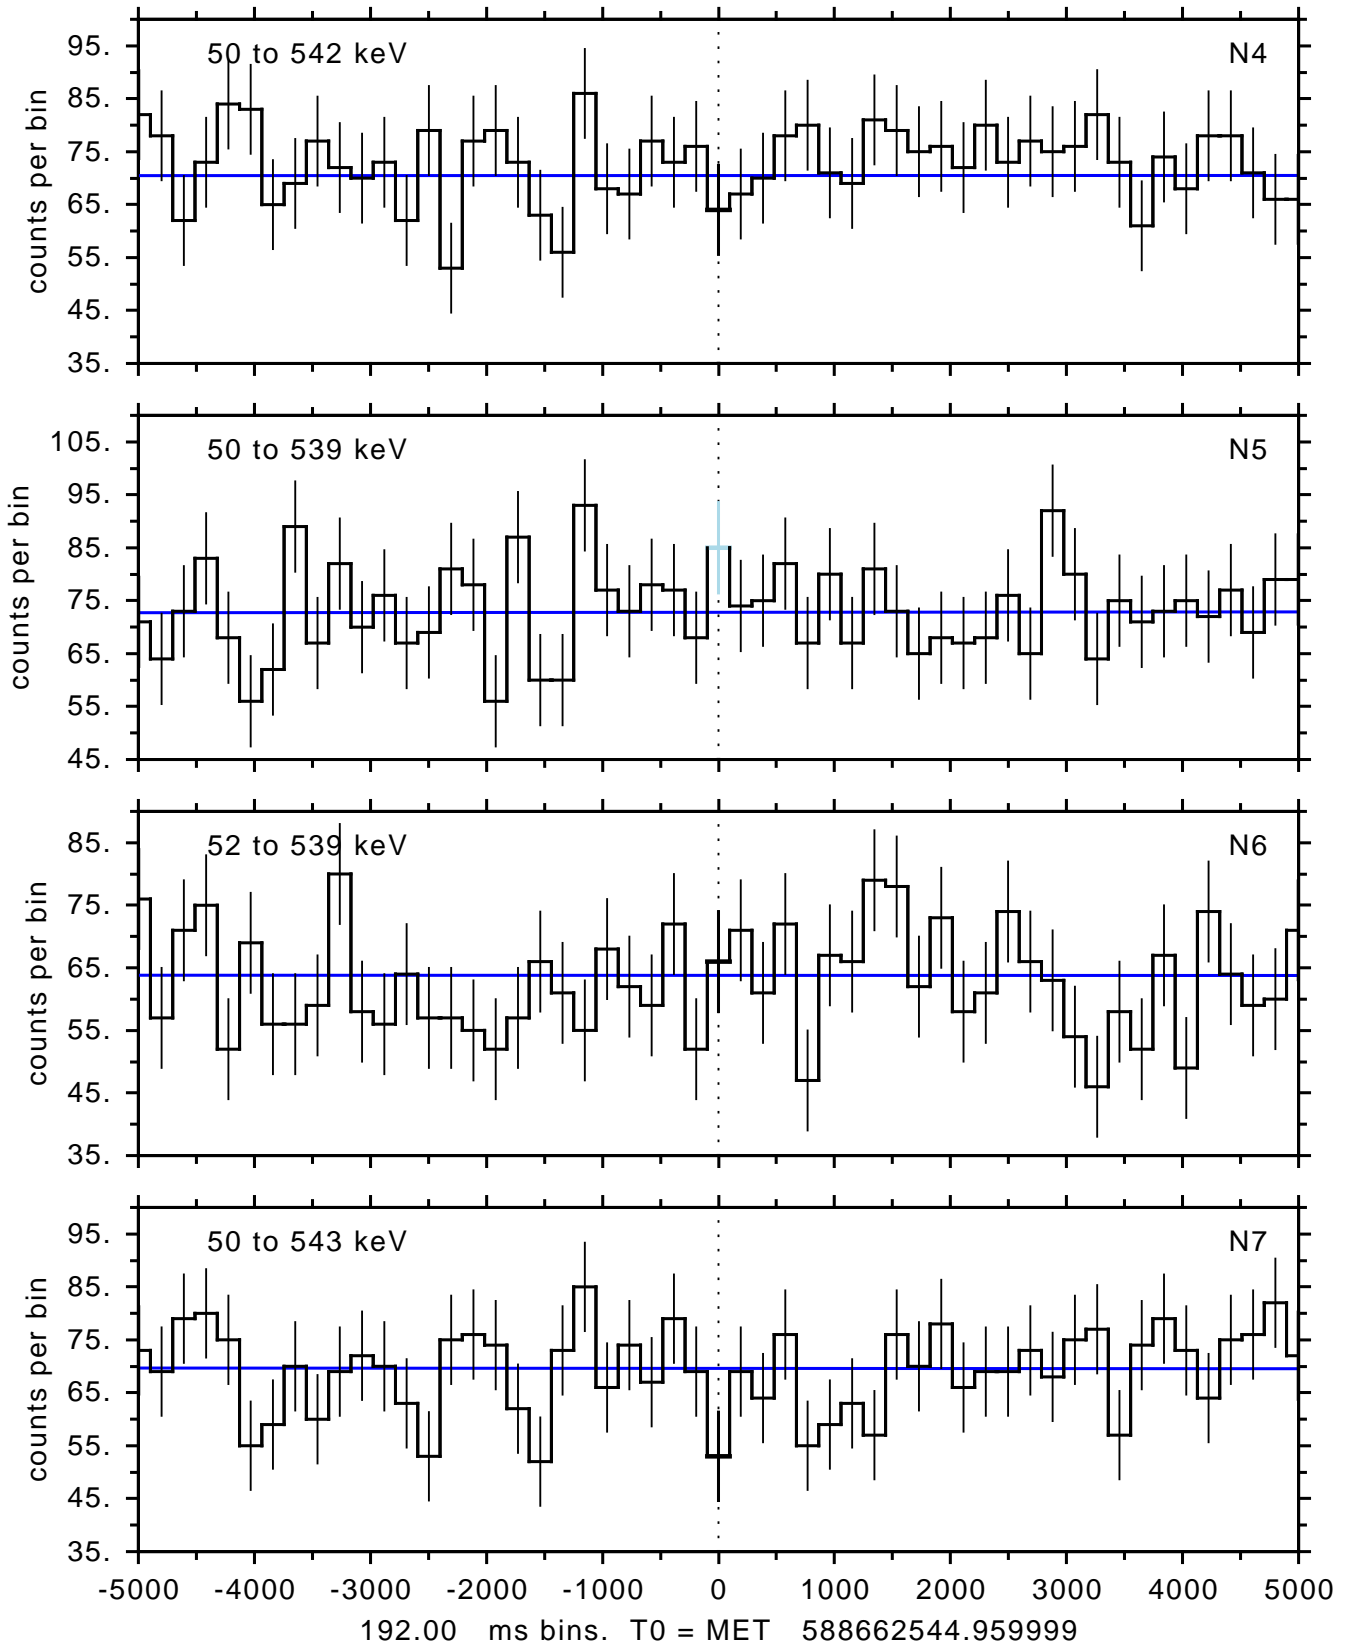 50 to 542 keV N4
counts per bin
95.
85.
75.
65.
55.
45.
35.
50 to 539 keV N5
counts per bin
105.
95.
85.
75.
65.
55.
45.
52 to 539 keV N6
counts per bin
85.
75.
65.
55.
45.
35.
50 to 543 keV N7
counts per bin
95.
85.
75.
65.
55.
45.
35.
-5000 -4000 -3000 -2000 -1000 0 1000 2000 3000 4000 5000
192.00 ms bins. T0 = MET 588662544.959999